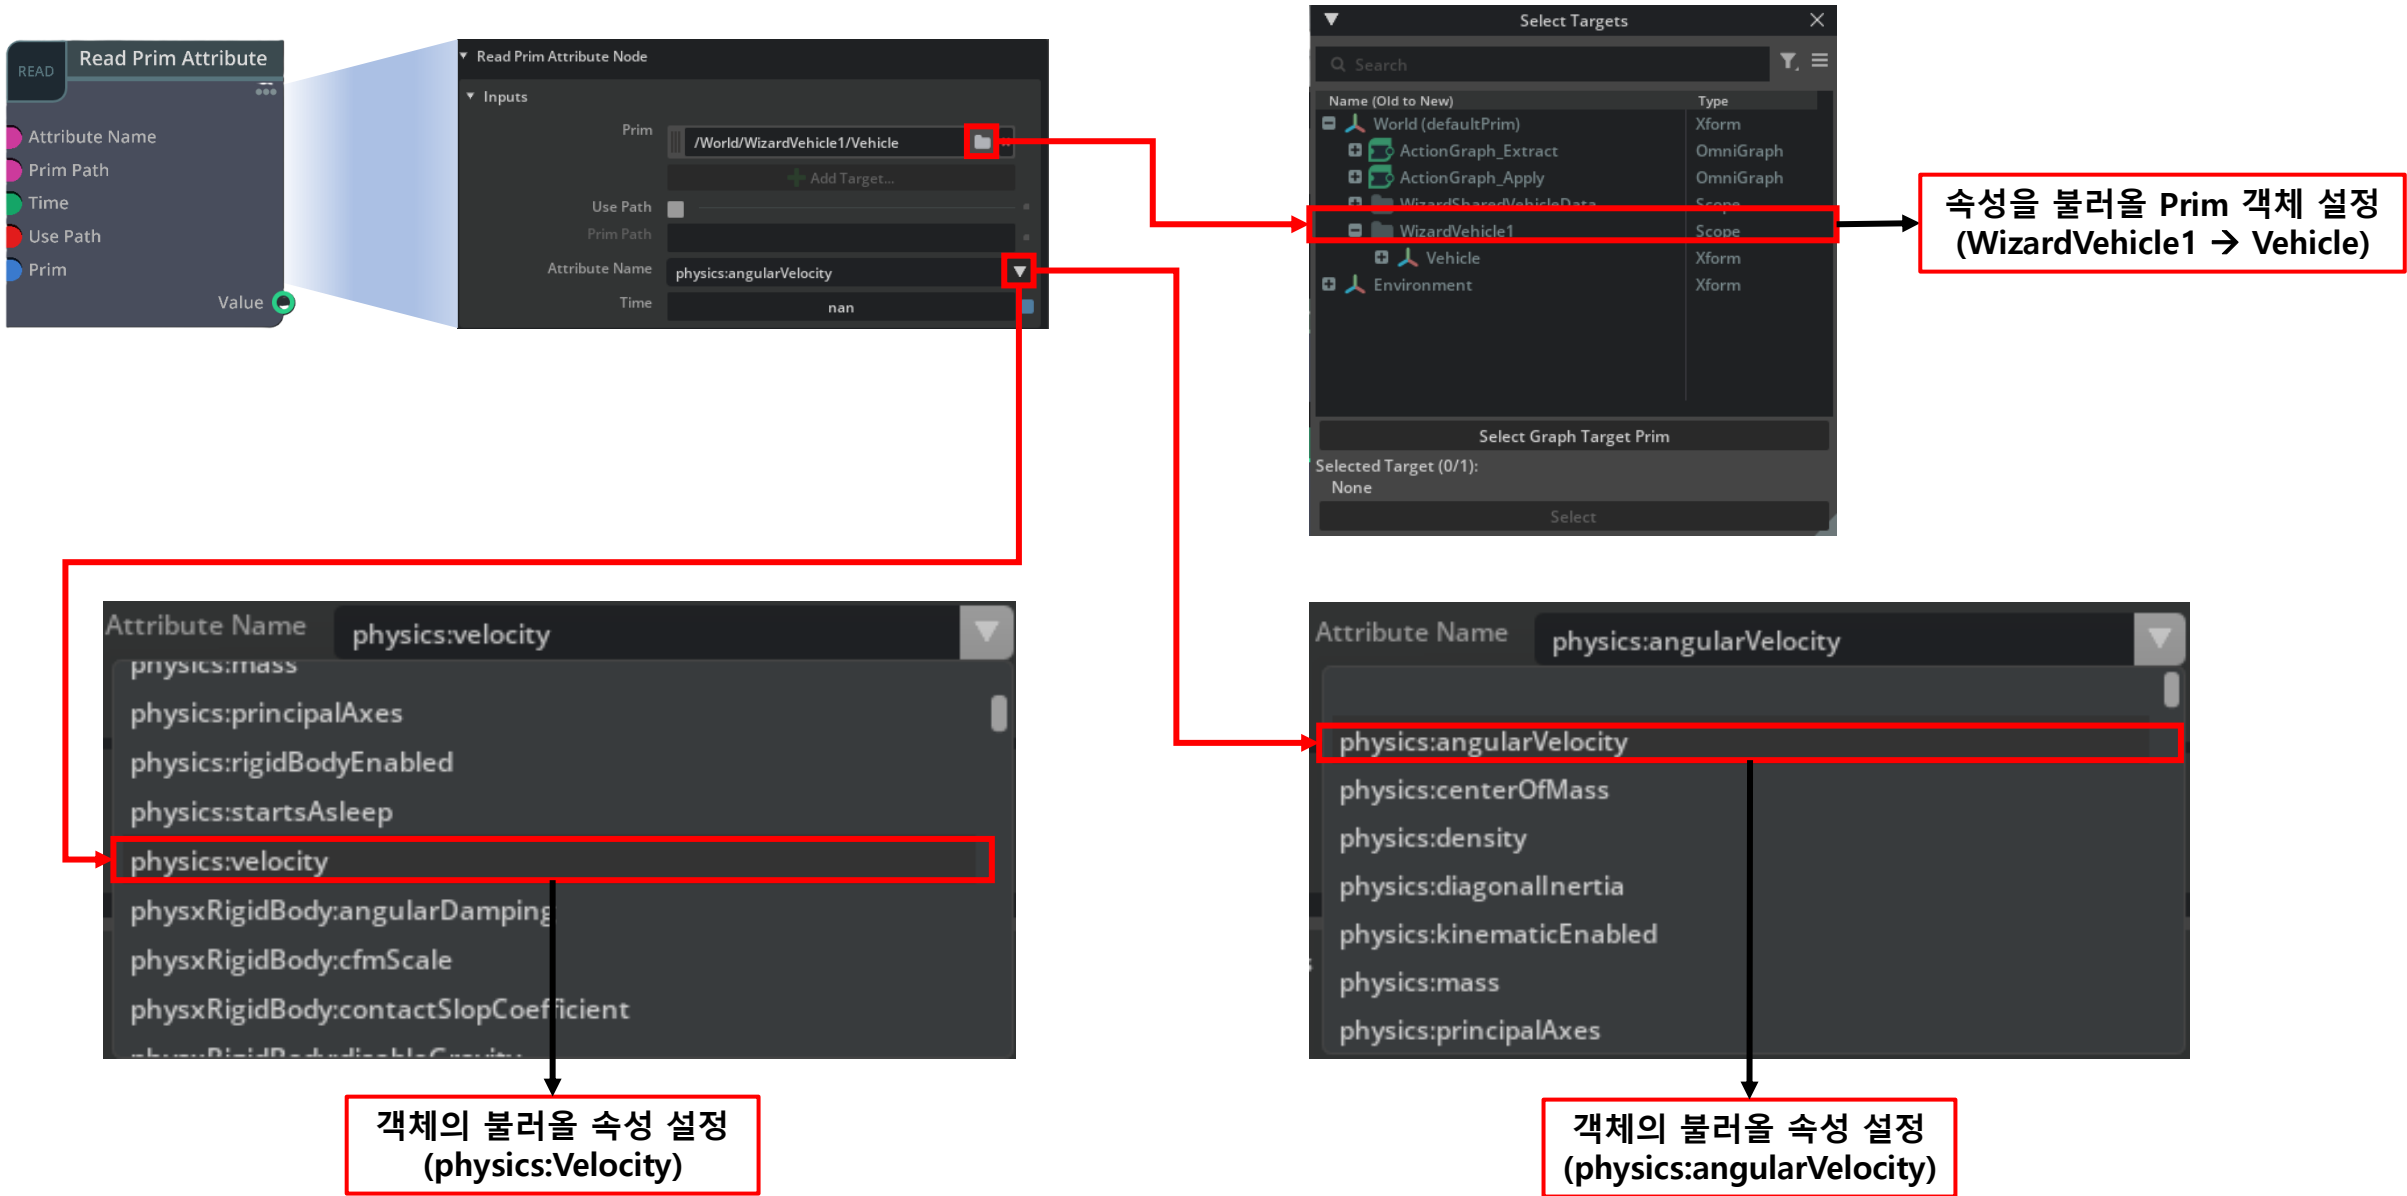 READ
Read Prim Attribute
Attribute Name
Prim Path
Time
Use Path
Prim
Value
Read Prim Attribute Node
Inputs
Prim
/World/WizardVehicle1/Vehicle
Add Target...
Use Path
Prim Path
Attribute Name
physics:angularVelocity
Time
nan
Select Targets
Search
Name (Old to New) Type
World (defaultPrim) Xform
ActionGraph_Extract OmniGraph
ActionGraph_Apply OmniGraph
WizardSharedVehicleData Scope
WizardVehicle1 Scope
Vehicle Xform
Environment Xform
Select Graph Target Prim
Selected Target (0/1):
None
Select
속성을 불러올 Prim 객체 설정
(WizardVehicle1 → Vehicle)
Attribute Name
physics:velocity
physics:mass
physics:principalAxes
physics:rigidBodyEnabled
physics:startsAsleep
physics:velocity
physxRigidBody:angularDamping
physxRigidBody:cfmScale
physxRigidBody:contactSlopCoefficient
physxRigidBody:disableGravity
객체의 불러올 속성 설정
(physics:Velocity)
Attribute Name
physics:angularVelocity
physics:angularVelocity
physics:centerOfMass
physics:density
physics:diagonalInertia
physics:kinematicEnabled
physics:mass
physics:principalAxes
객체의 불러올 속성 설정
(physics:angularVelocity)